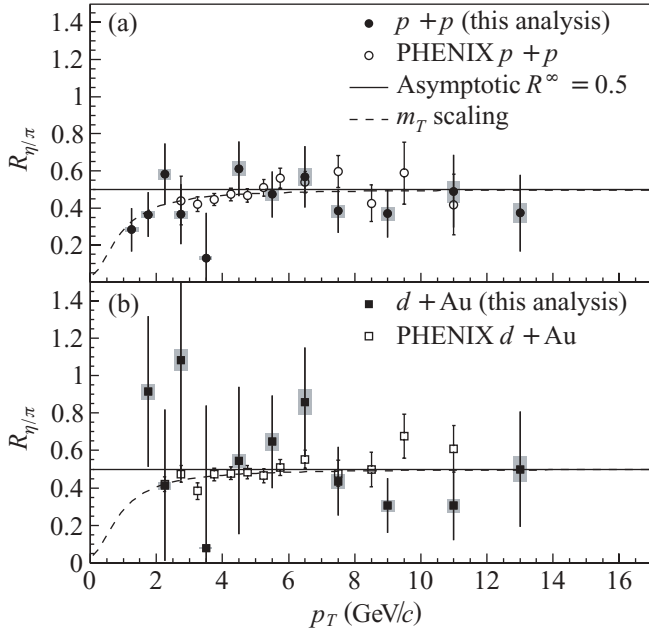 1.4
(a)
p + p (this analysis)
1.2
PHENIX p + p
1
Asymptotic R^∞ = 0.5
0.8
m_T scaling
R_η/π
0.6
0.4
0.2
1.4
(b)
d + Au (this analysis)
1.2
PHENIX d + Au
1
0.8
R_η/π
0.6
0.4
0.2
0
0 2 4 6 8 10 12 14 16
p_T (GeV/c)